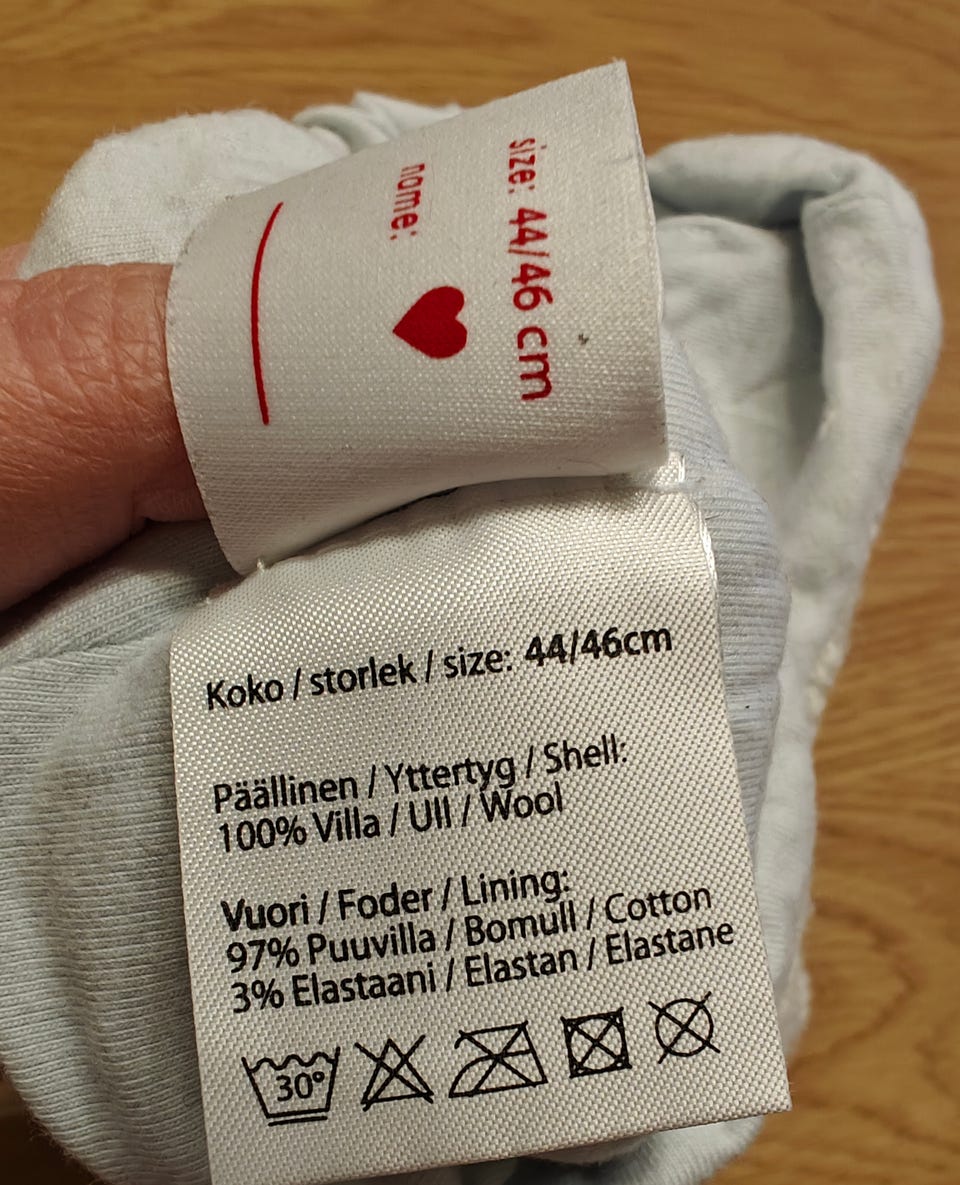 size: 44/46 cm
name:
Koko / storlek / size: 44/46cm
Päällinen / Yttertyg / Shell:
100% Villa / Ull / Wool
Vuori / Foder / Lining:
97% Puuvilla / Bomull / Cotton
3% Elastaani / Elastan / Elastane
30°